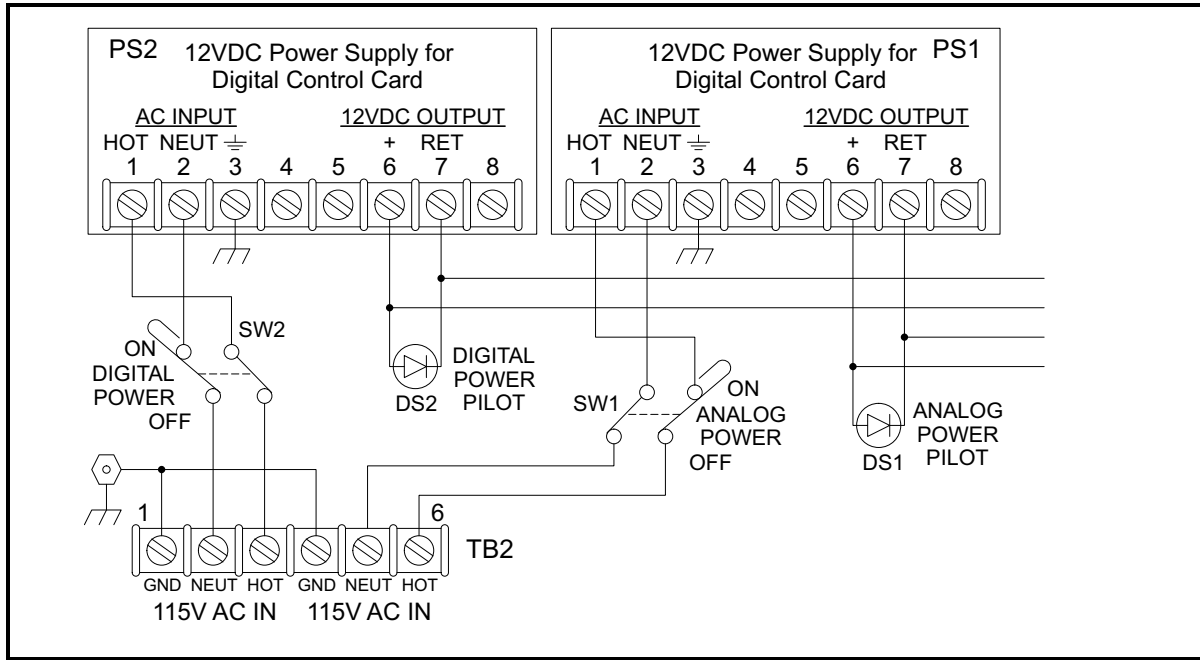 PS2 12VDC Power Supply for
Digital Control Card
AC INPUT 12VDC OUTPUT
HOT NEUT + RET
1 2 3 4 5 6 7 8
12VDC Power Supply for PS1
Digital Control Card
AC INPUT 12VDC OUTPUT
HOT NEUT + RET
1 2 3 4 5 6 7 8
SW2
ON
DIGITAL
POWER
OFF
DIGITAL
POWER
PILOT
DS2
SW1
ON
ANALOG
POWER
OFF
ANALOG
POWER
PILOT
DS1
1 6
TB2
GND NEUT HOT GND NEUT HOT
115V AC IN 115V AC IN